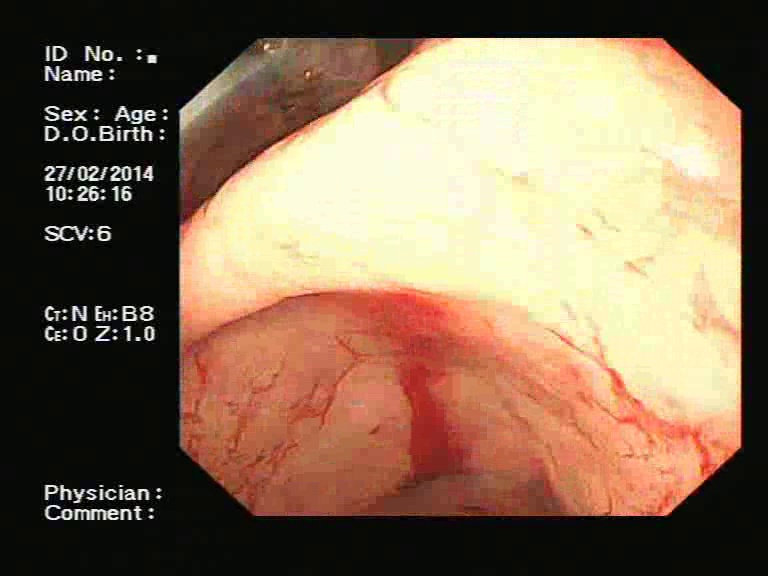 ID No. :
Name:
Sex: Age:
D.O.Birth:
27/02/2014
10:26:16
SCV:6
CT:N EH:B8
CE:0 Z:1.0
Physician:
Comment: